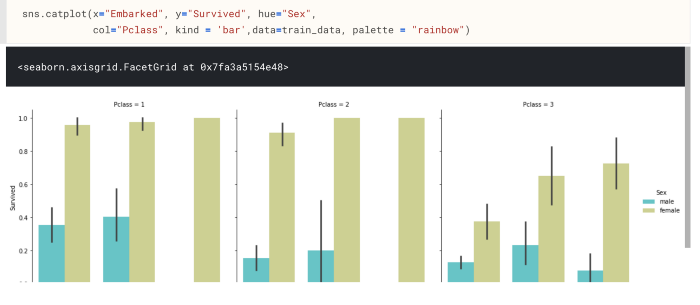 sns.catplot(x="Embarked", y="Survived", hue="Sex",
col="Pclass", kind = 'bar',data=train_data, palette = "rainbow")
<seaborn.axisgrid.FacetGrid at 0x7fa3a5154e48>
Pclass = 1
Pclass = 2
Pclass = 3
1.0
0.8
0.6
0.4
0.2
Survived
Sex
male
female